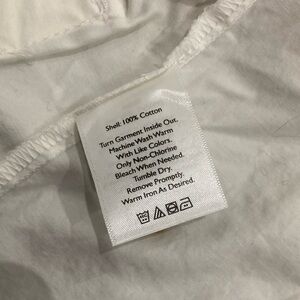 Shell: 100% Cotton
Turn Garment Inside Out.
Machine Wash Warm
With Like Colors.
Only Non-Chlorine
Bleach When Needed.
Tumble Dry.
Remove Promptly.
Warm Iron As Desired.